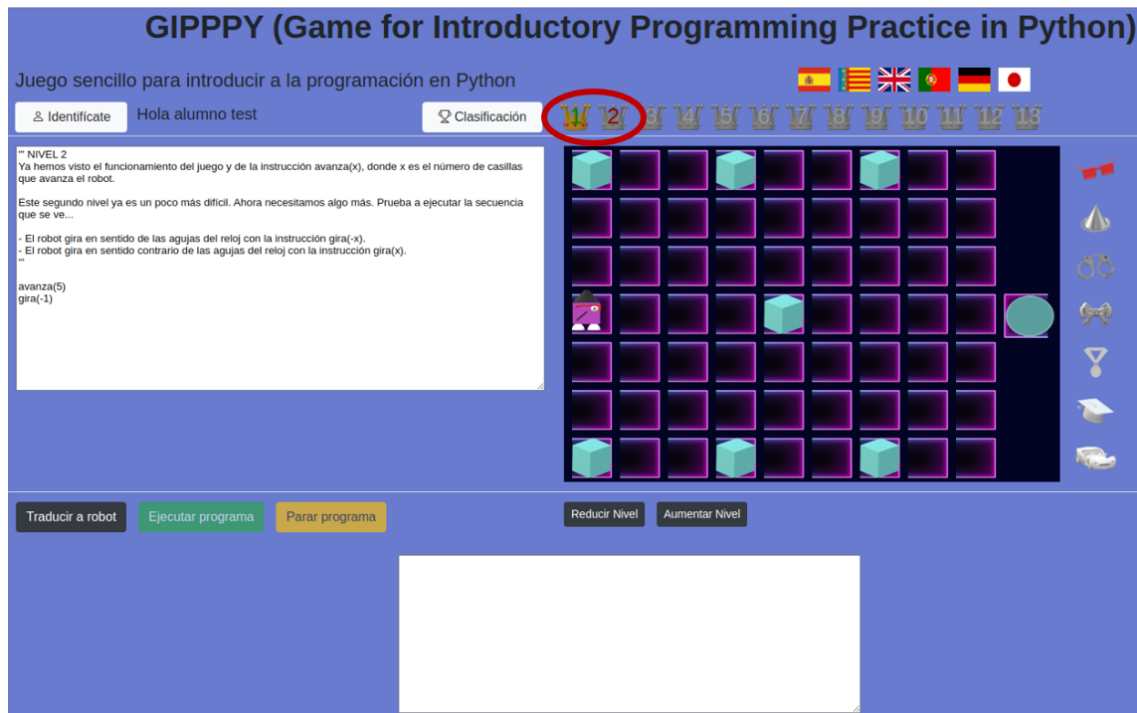 GIPPPY (Game for Introductory Programming Practice in Python)
Juego sencillo para introducir a la programación en Python
Identifícate
Hola alumno test
Clasificación
1 2 3 4 5 6 7 8 9 10 11 12 13
''' NIVEL 2
Ya hemos visto el funcionamiento del juego y de la instrucción avanza(x), donde x es el número de casillas
que avanza el robot.
Este segundo nivel ya es un poco más difícil. Ahora necesitamos algo más. Prueba a ejecutar la secuencia
que se ve...
- El robot gira en sentido de las agujas del reloj con la instrucción gira(-x).
- El robot gira en sentido contrario de las agujas del reloj con la instrucción gira(x).
'''
avanza(5)
gira(-1)
Traducir a robot
Ejecutar programa
Parar programa
Reducir Nivel
Aumentar Nivel